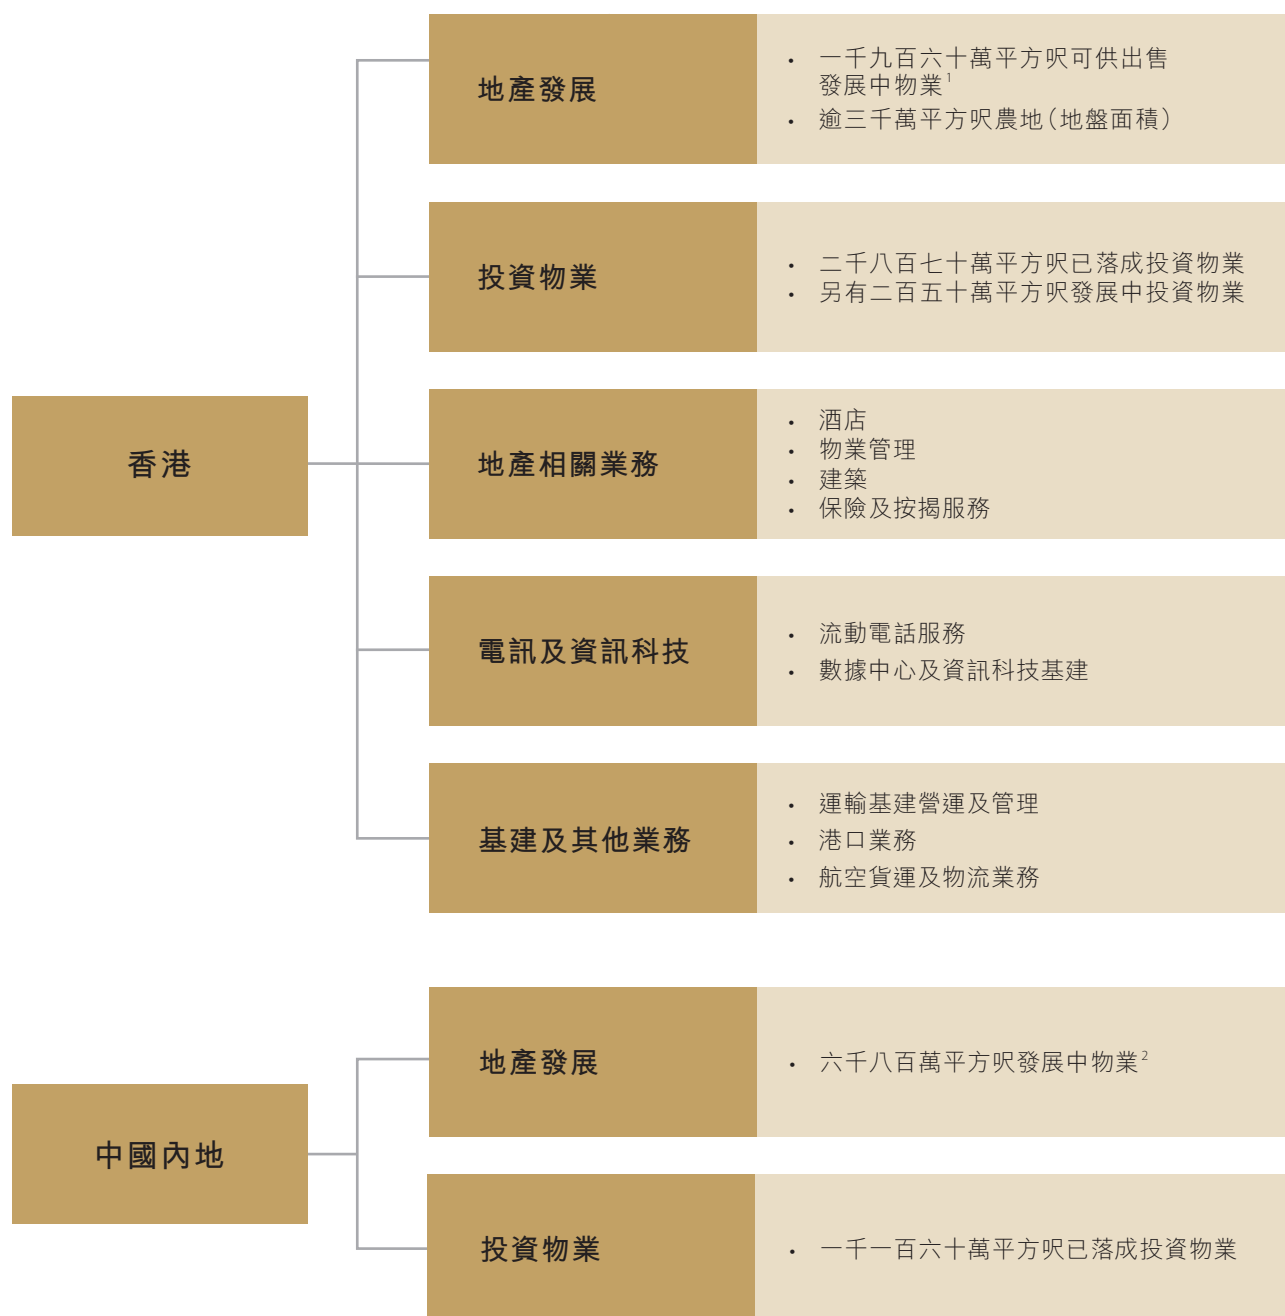 香港
地產發展
• 一千九百六十萬平方呎可供出售
發展中物業1
• 逾三千萬平方呎農地(地盤面積)
投資物業
• 二千八百七十萬平方呎已落成投資物業
• 另有二百五十萬平方呎發展中投資物業
地產相關業務
• 酒店
• 物業管理
• 建築
• 保險及按揭服務
電訊及資訊科技
• 流動電話服務
• 數據中心及資訊科技基建
基建及其他業務
• 運輸基建營運及管理
• 港口業務
• 航空貨運及物流業務
中國內地
地產發展
• 六千八百萬平方呎發展中物業2
投資物業
• 一千一百六十萬平方呎已落成投資物業